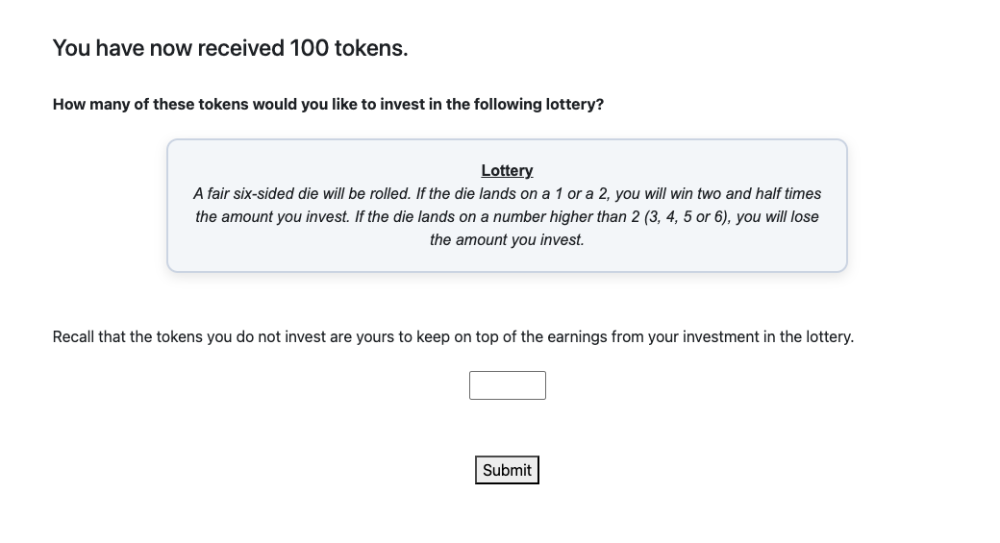 You have now received 100 tokens.
How many of these tokens would you like to invest in the following lottery?
Lottery
A fair six-sided die will be rolled. If the die lands on a 1 or a 2, you will win two and half times
the amount you invest. If the die lands on a number higher than 2 (3, 4, 5 or 6), you will lose
the amount you invest.
Recall that the tokens you do not invest are yours to keep on top of the earnings from your investment in the lottery.
Submit